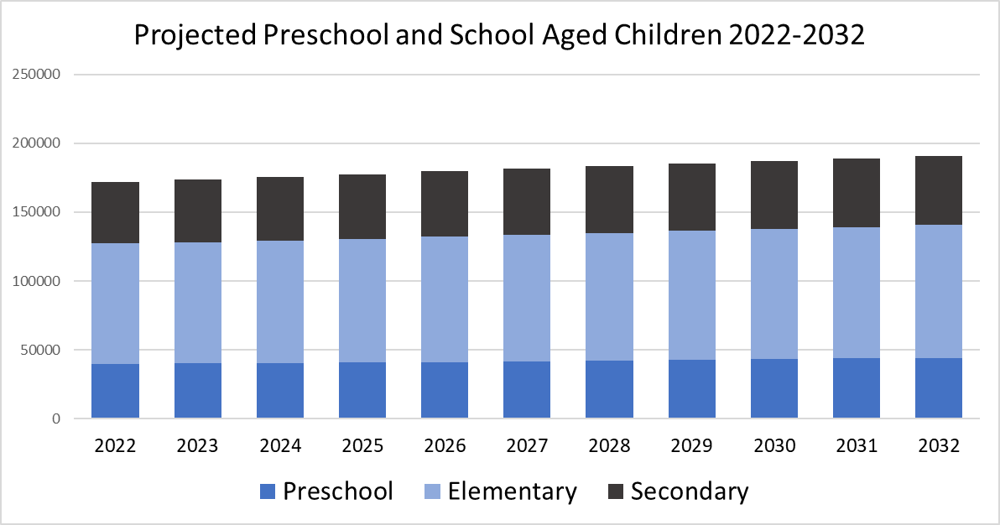 Projected Preschool and School Aged Children 2022-2032
250000
200000
150000
100000
50000
0
2022 2023 2024 2025 2026 2027 2028 2029 2030 2031 2032
Preschool Elementary Secondary